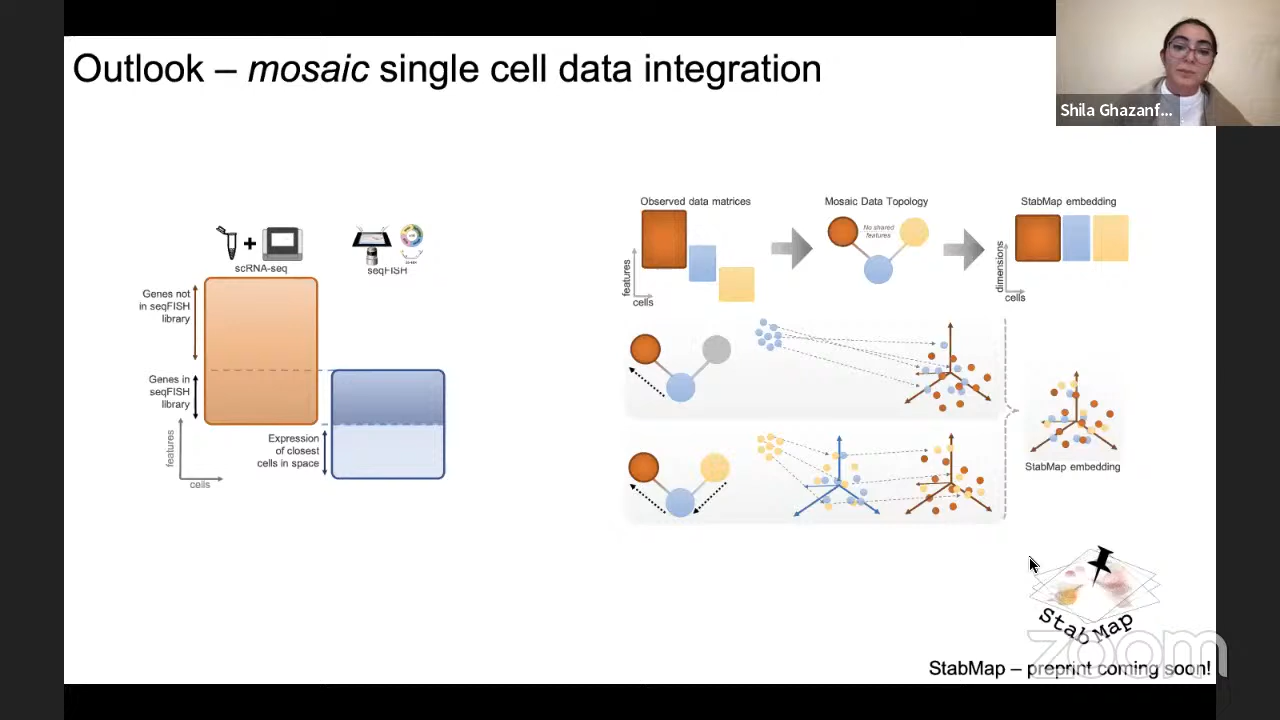 Outlook – mosaic single cell data integration
Shila Ghazanf...
scRNA-seq
seqFISH
Genes not
in seqFISH
library
Genes in
seqFISH
library
Expression
of closest
cells in space
features
cells
Observed data matrices
Mosaic Data Topology
StabMap embedding
No shared
features
features
cells
dimensions
cells
StabMap embedding
StabMap
zoom
StabMap – preprint coming soon!